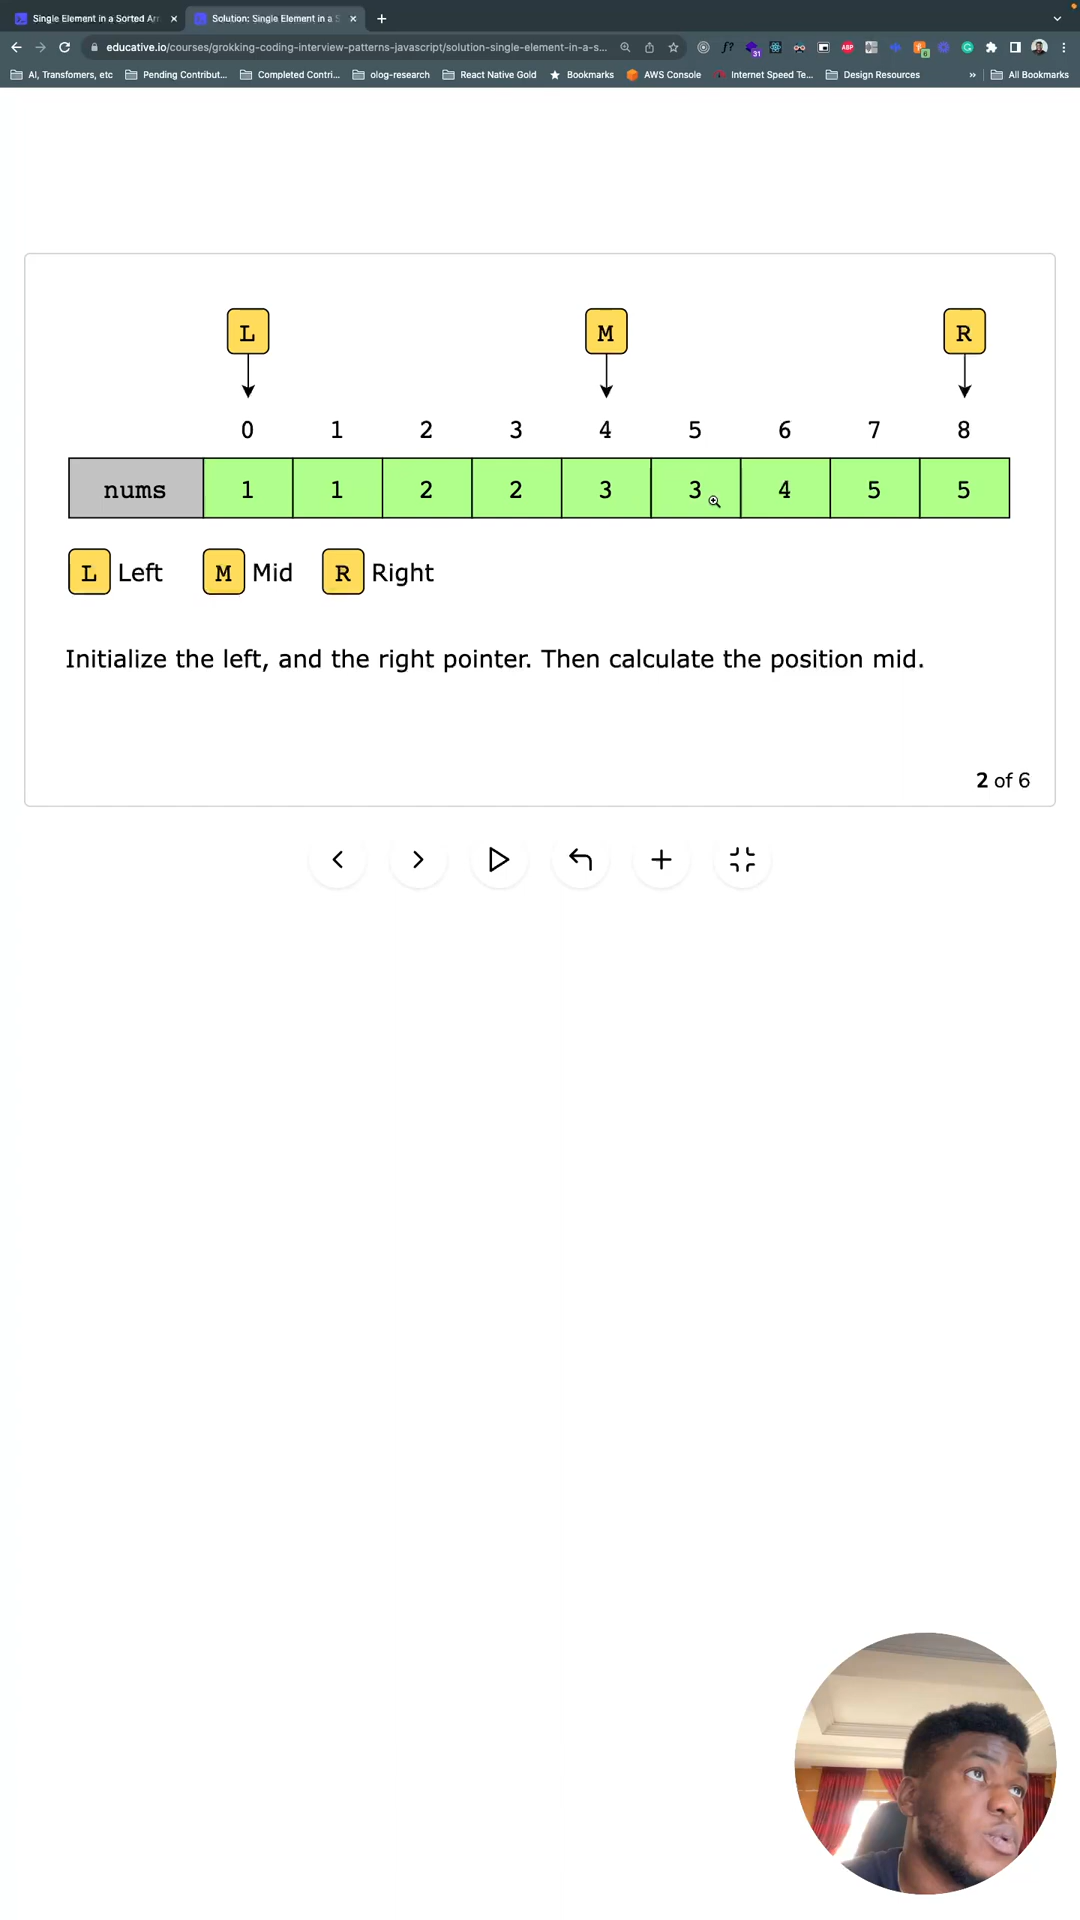 Single Element in a Sorted Arr
Solution: Single Element in a S
educative.io/courses/grokking-coding-interview-patterns-javascript/solution-single-element-in-a-s...
AI, Transfomers, etc
Pending Contribut...
Completed Contri...
olog-research
React Native Gold
Bookmarks
AWS Console
Internet Speed Te...
Design Resources
»
All Bookmarks
f?
31
ABP
6
L M R
0 1 2 3 4 5 6 7 8
nums 1 1 2 2 3 3 4 5 5
L Left M Mid R Right
Initialize the left, and the right pointer. Then calculate the position mid.
2 of 6